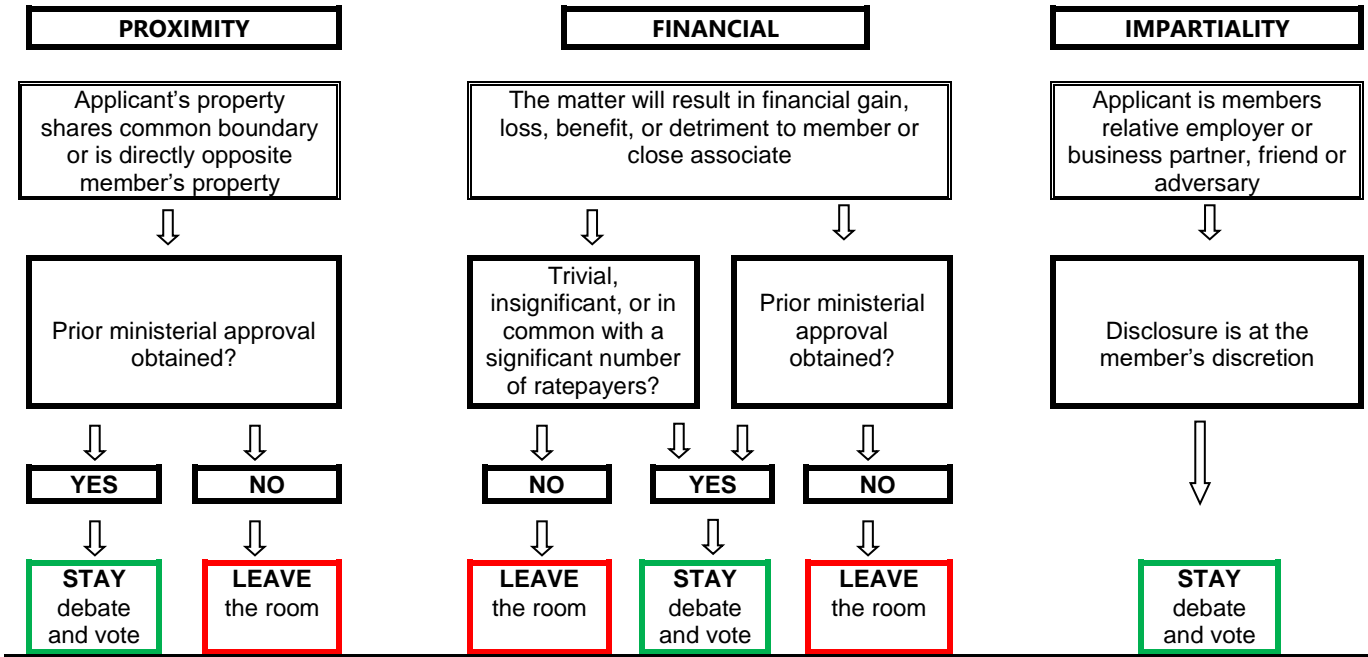 PROXIMITY
FINANCIAL
IMPARTIALITY
Applicant's property
shares common boundary
or is directly opposite
member's property
The matter will result in financial gain,
loss, benefit, or detriment to member or
close associate
Applicant is members
relative employer or
business partner, friend or
adversary
Prior ministerial approval
obtained?
Trivial,
insignificant, or in
common with a
significant number
of ratepayers?
Prior ministerial
approval
obtained?
Disclosure is at the
member's discretion
YES
NO
NO
YES
NO
STAY
debate
and vote
LEAVE
the room
LEAVE
the room
STAY
debate
and vote
LEAVE
the room
STAY
debate
and vote